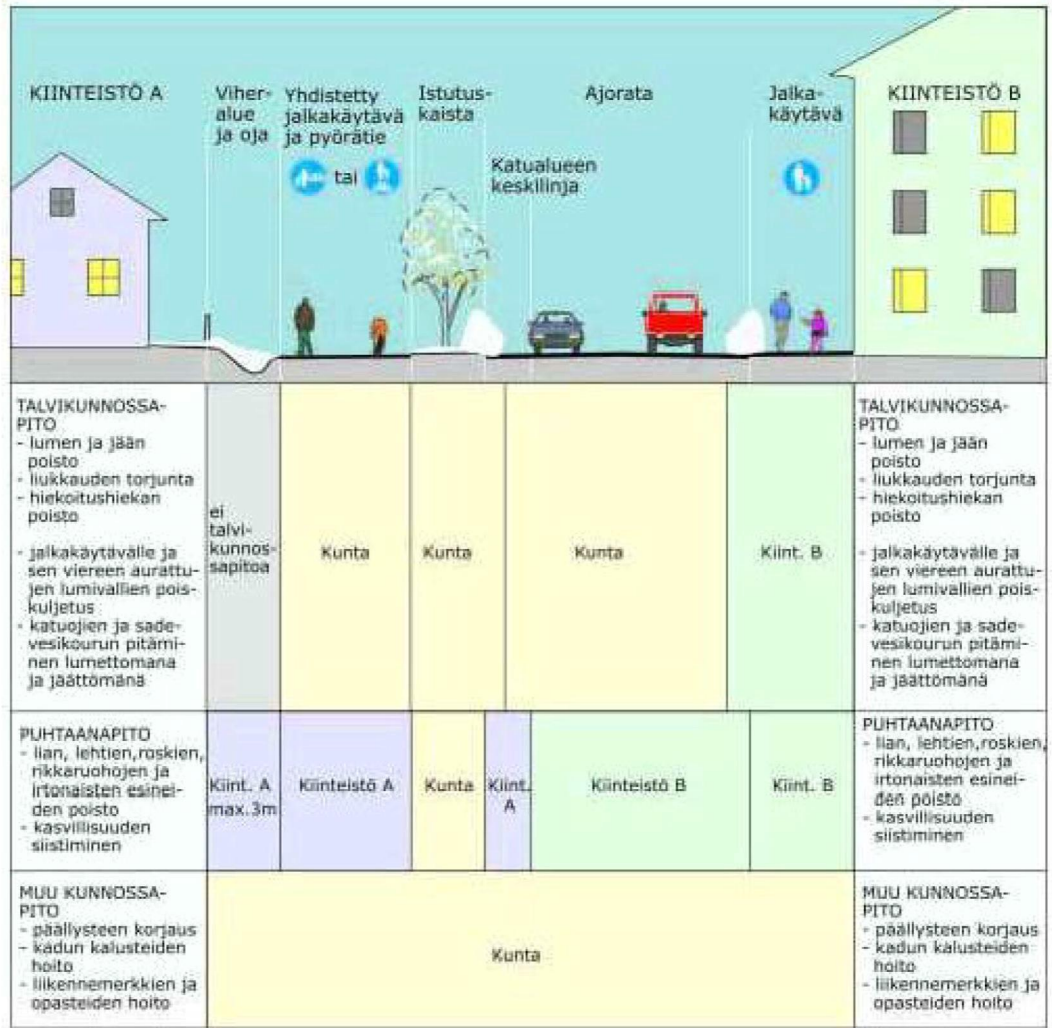 KIINTEISTÖ A
Viher-
alue
ja oja
Yhdistetty
jalkakäytävä
ja pyörätie
tai
Istutus-
kaista
Katualueen
keskilinja
Ajorata
Jalka-
käytävä
KIINTEISTÖ B
TALVIKUNNOSSA-
PITO
- lumen ja jään
poisto
- liukkauden torjunta
- hiekoitushiekan
poisto
- jalkakäytävälle ja
sen viereen aurattu-
jen lumivallien pois-
kuljetus
- katuojien ja sade-
vesikourun pitämi-
nen lumettomana
ja jäättömänä
ei
talvi-
kunnos-
sapitoa
Kunta
Kunta
Kunta
Kiint. B
TALVIKUNNOSSA-
PITO
- lumen ja jään
poisto
- liukkauden torjunta
- hiekoitushiekan
poisto
- jalkakäytävälle ja
sen viereen aurattu-
jen lumivallien pois-
kuljetus
- katuojien ja sade-
vesikourun pitämi-
nen lumettomana
ja jäättömänä
PUHTAANAPITO
- lian, lehtien,roskien,
rikkaruohojen ja
irtonaisten esinei-
den poisto
- kasvillisuuden
siistiminen
Kiint. A
max.3m
Kiinteistö A
Kunta
Kiint.
A
Kiinteistö B
Kiint. B
PUHTAANAPITO
- lian, lehtien,roskien,
rikkaruohojen ja
irtonaisten esinei-
den poisto
- kasvillisuuden
siistiminen
MUU KUNNOSSA-
PITO
- päällysteen korjaus
- kadun kalusteiden
hoito
- liikennemerkkien ja
opasteiden hoito
Kunta
MUU KUNNOSSA-
PITO
- päällysteen korjaus
- kadun kalusteiden
hoito
- liikennemerkkien ja
opasteiden hoito